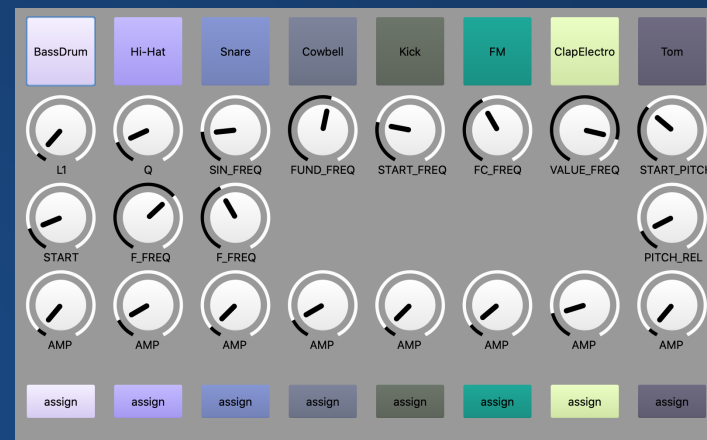 BassDrum Hi-Hat Snare Cowbell Kick FM ClapElectro Tom
L1 Q SIN_FREQ FUND_FREQ START_FREQ FC_FREQ VALUE_FREQ START_PITCH
START F_FREQ F_FREQ PITCH_REL
AMP AMP AMP AMP AMP AMP AMP AMP
assign assign assign assign assign assign assign assign